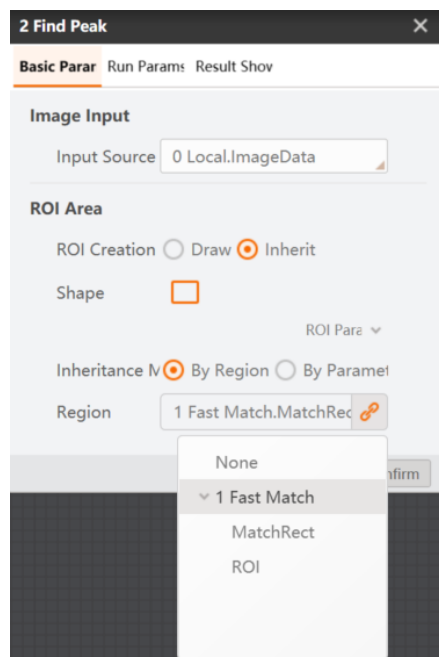 2 Find Peak
Basic Parar Run Params Result Shov
Image Input
Input Source 0 Local.ImageData
ROI Area
ROI Creation Draw Inherit
Shape
ROI Para
Inheritance M By Region By Paramet
Region 1 Fast Match.MatchRec
None
nfirm
1 Fast Match
MatchRect
ROI